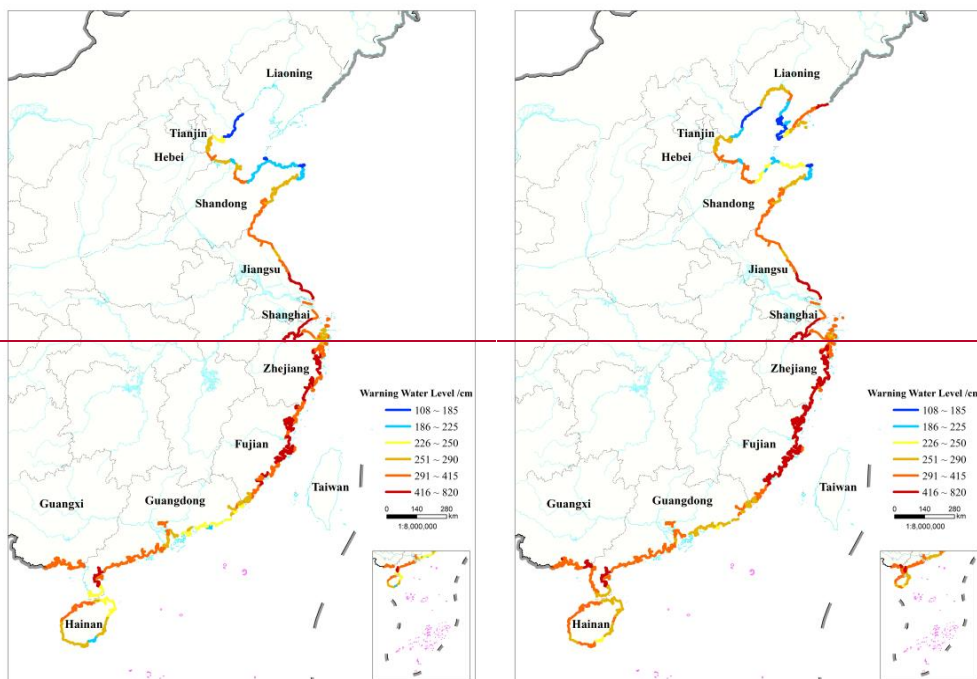 Liaoning
Tianjin
Hebei
Shandong
Jiangsu
Shanghai
Zhejiang
Warning Water Level /cm
108 ~ 185
186 ~ 225
226 ~ 250
251 ~ 290
291 ~ 415
416 ~ 820
Fujian
Taiwan
Guangdong
Guangxi
0 140 280
km
1:8,000,000
Hainan
Liaoning
Tianjin
Hebei
Shandong
Jiangsu
Shanghai
Zhejiang
Warning Water Level /cm
108 ~ 185
186 ~ 225
226 ~ 250
251 ~ 290
291 ~ 415
416 ~ 820
Fujian
Taiwan
Guangdong
Guangxi
0 140 280
km
1:8,000,000
Hainan